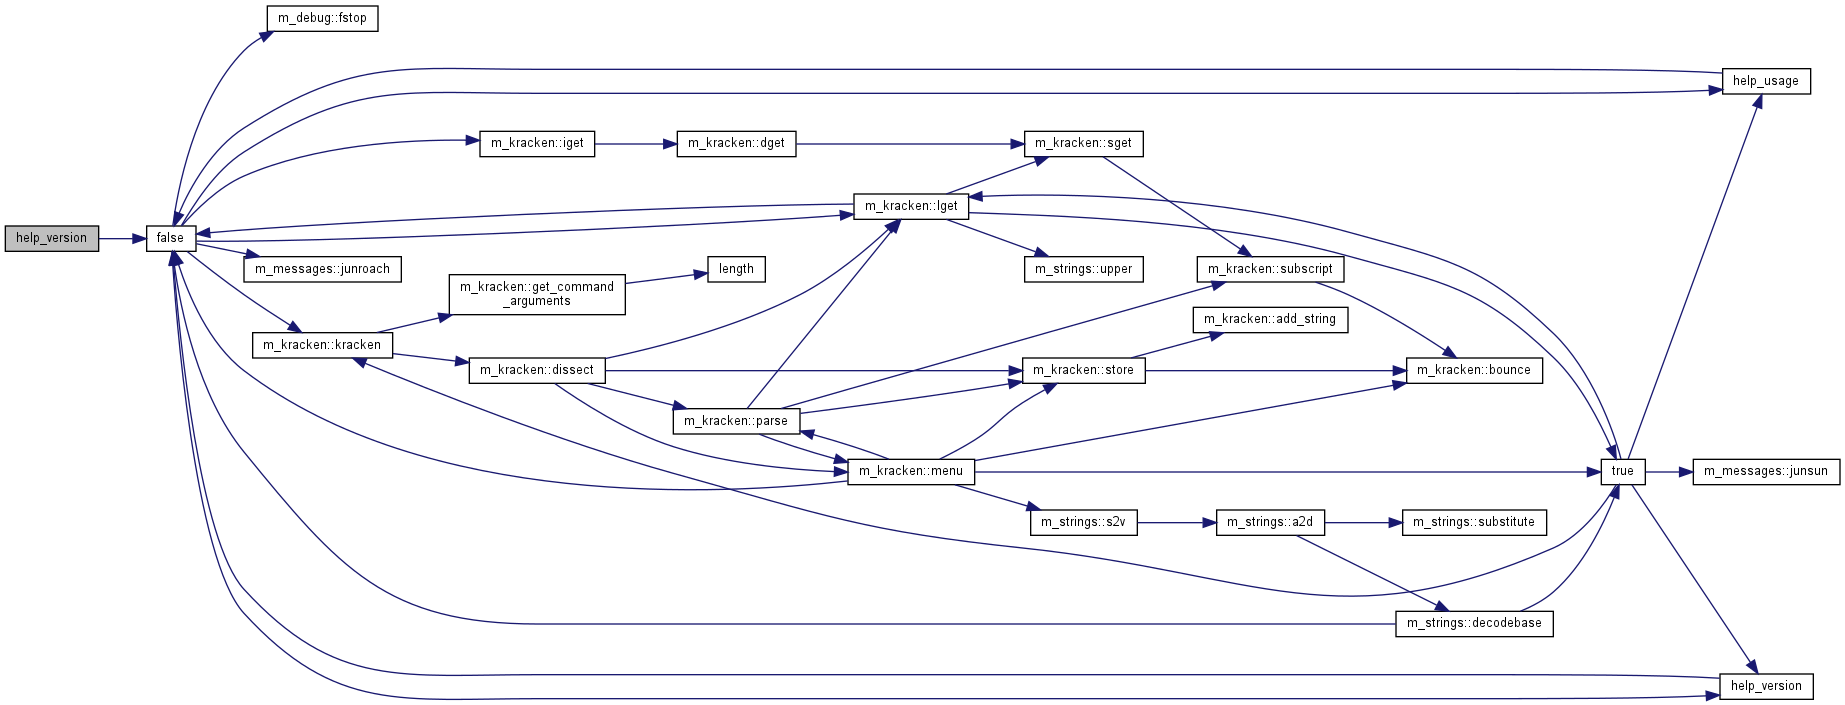 m_debug::fstop
help_usage
m_kracken::iget
m_kracken::dget
m_kracken::sget
m_kracken::lget
help_version
false
m_messages::junroach
length
m_strings::upper
m_kracken::subscript
m_kracken::get_command
_arguments
m_kracken::add_string
m_kracken::kracken
m_kracken::dissect
m_kracken::store
m_kracken::bounce
m_kracken::parse
m_kracken::menu
true
m_messages::junsun
m_strings::s2v
m_strings::a2d
m_strings::substitute
m_strings::decodebase
help_version